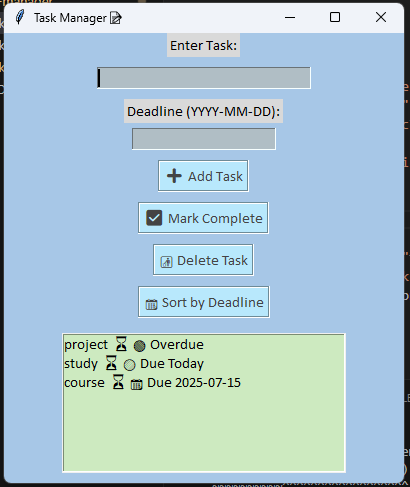 Task Manager 📝
Enter Task:
Deadline (YYYY-MM-DD):
➕ Add Task
☑ Mark Complete
Delete Task
📅 Sort by Deadline
project ⏳ Overdue
study ⏳ Due Today
course ⏳ 📅 Due 2025-07-15